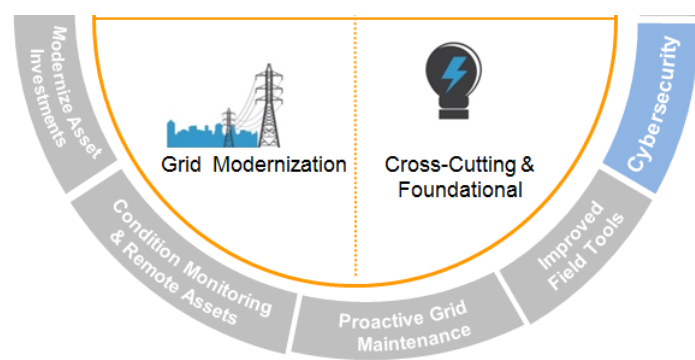 Modernize Asset
Investments
Grid Modernization
Cross-Cutting &
Foundational
Cybersecurity
Condition Monitoring
& Remote Assets
Proactive Grid
Maintenance
Improved
Field Tools